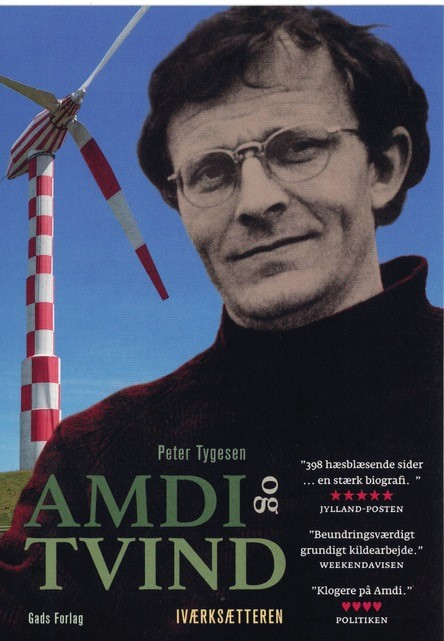 Peter Tygesen
AMDI og
TVIND
IVÆRKSÆTTEREN
Gads Forlag
"398 hæsblæsende sider
... en stærk biografi. "
★★★★★
JYLLAND-POSTEN
"Beundringsværdigt
grundigt kildearbejde."
WEEKENDAVISEN
"Klogere på Amdi."
♥♥♥♥
POLITIKEN